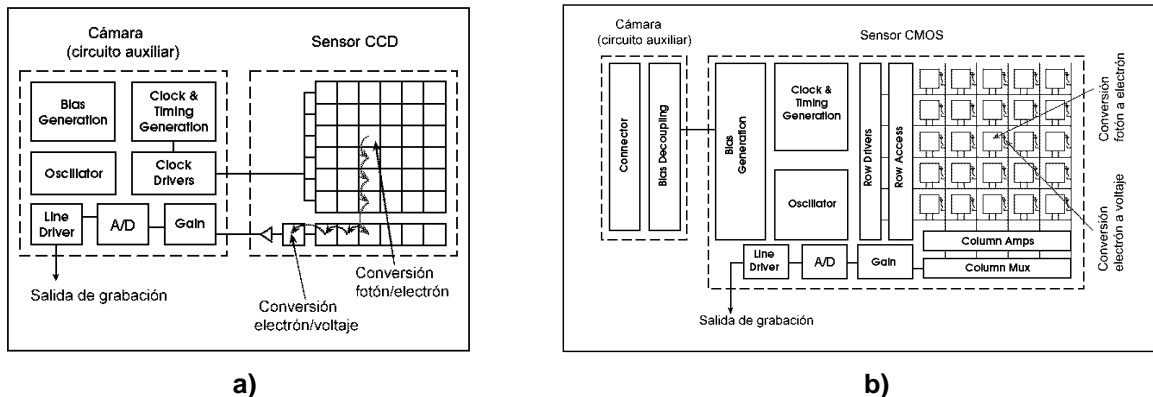 Cámara
(circuito auxiliar)
Sensor CCD
Bias
Generation
Clock &
Timing
Generation
Oscillator
Clock
Drivers
Line
Driver
A/D
Gain
Salida de grabación
Conversión
fotón/electrón
Conversión
electrón/voltaje
a)
Cámara
(circuito auxiliar)
Sensor CMOS
Connector
Bias Decoupling
Bias
Generation
Clock &
Timing
Generation
Oscillator
Row Drivers
Row Access
Line
Driver
A/D
Gain
Column Amps
Column Mux
Salida de grabación
Conversión
fotón a electrón
Conversión
electrón a voltaje
b)